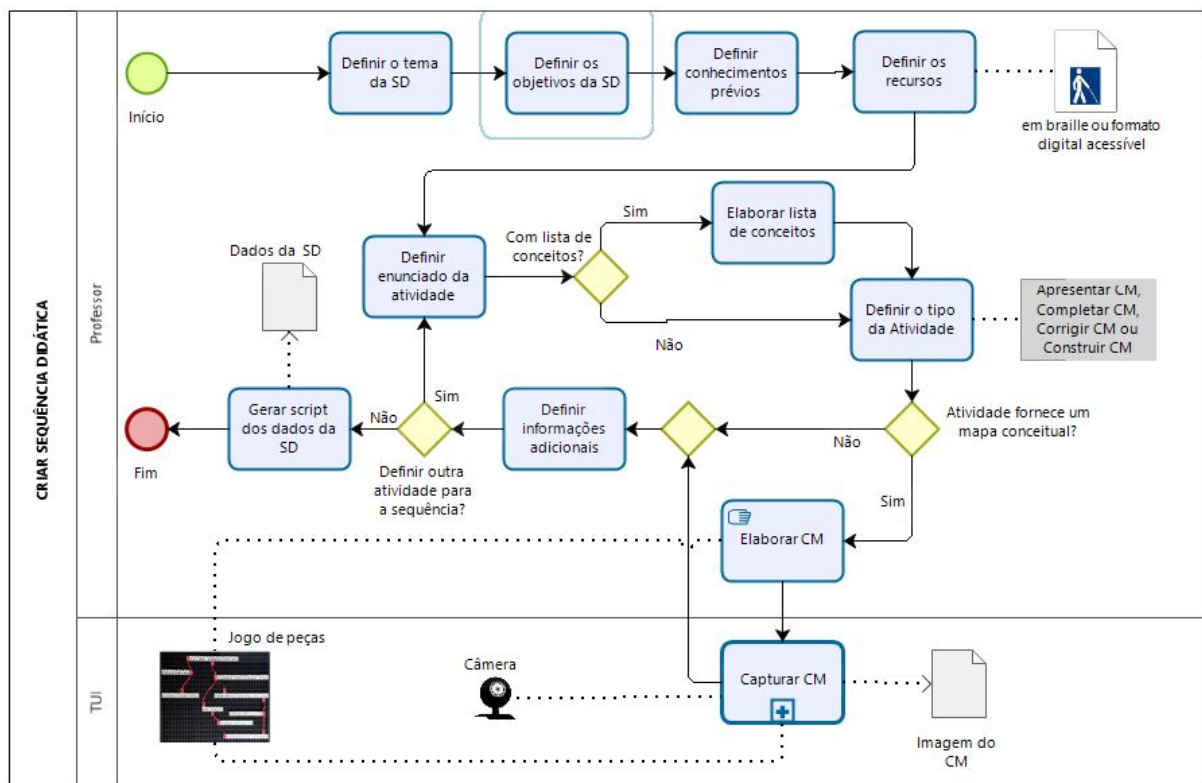 CRIAR SEQUÊNCIA DIDÁTICA
Professor
Início
Definir o tema
da SD
Definir os
objetivos da SD
Definir
conhecimentos
prévios
Definir os
recursos
em braille ou formato
digital acessível
Dados da SD
Definir
enunciado da
atividade
Com lista de
conceitos?
Sim
Não
Elaborar lista
de conceitos
Definir o tipo
da Atividade
Apresentar CM,
Completar CM,
Corrigir CM ou
Construir CM
Atividade fornece um
mapa conceitual?
Não
Sim
Definir
informações
adicionais
Sim
Não
Definir outra
atividade para
a sequência?
Gerar script
dos dados da
SD
Fim
Elaborar CM
TUI
Jogo de peças
Câmera
Capturar CM
Imagem do
CM